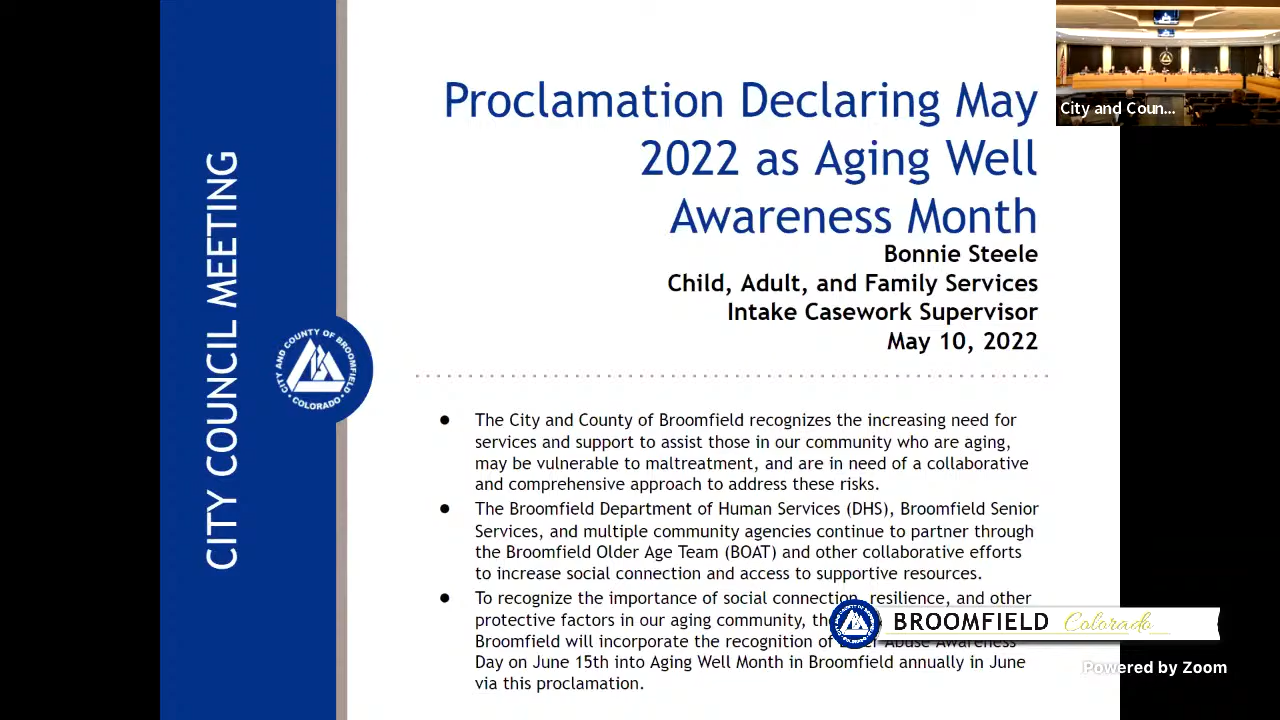 CITY COUNCIL MEETING
CITY AND COUNTY OF BROOMFIELD
• COLORADO •
Proclamation Declaring May
2022 as Aging Well
Awareness Month
Bonnie Steele
Child, Adult, and Family Services
Intake Casework Supervisor
May 10, 2022
● The City and County of Broomfield recognizes the increasing need for
services and support to assist those in our community who are aging,
may be vulnerable to maltreatment, and are in need of a collaborative
and comprehensive approach to address these risks.
● The Broomfield Department of Human Services (DHS), Broomfield Senior
Services, and multiple community agencies continue to partner through
the Broomfield Older Age Team (BOAT) and other collaborative efforts
to increase social connection and access to supportive resources.
● To recognize the importance of social connection, resilience, and other
protective factors in our aging community, the
Broomfield will incorporate the recognition of Abuse Awareness
Day on June 15th into Aging Well Month in Broomfield annually in June
via this proclamation.
City and Coun...
BROOMFIELD Colorado
Powered by Zoom